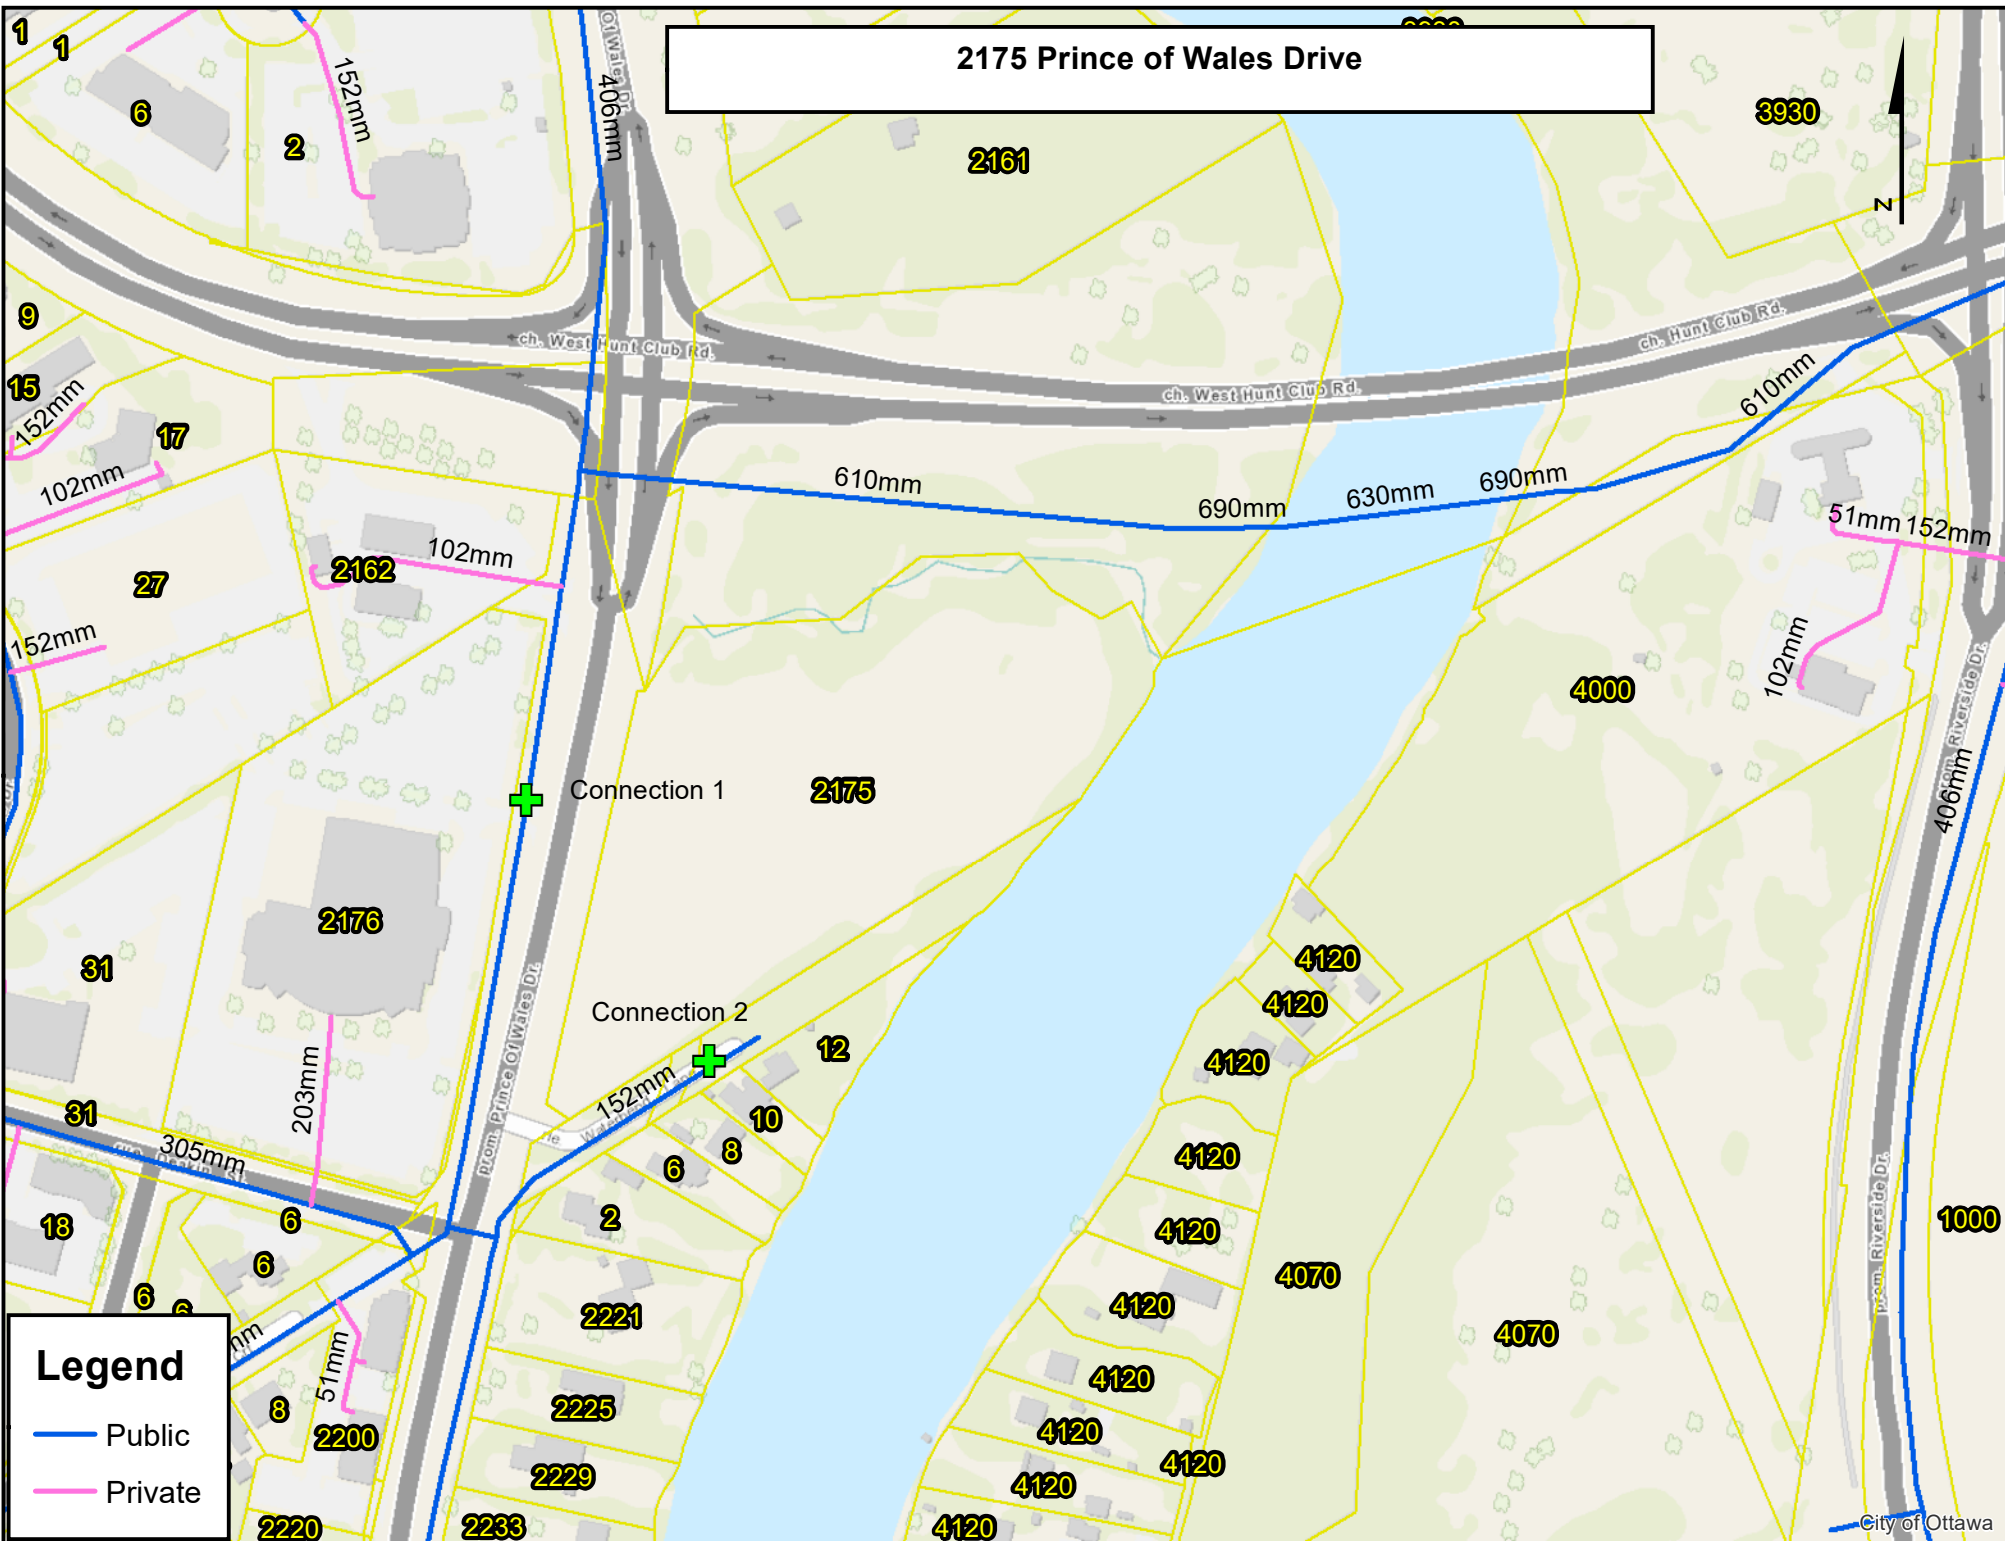 2175 Prince of Wales Drive
1
1
6
2
152mm
406mm
Of Wales Dr.
2161
3930
N
9
15
152mm
17
102mm
ch. West Hunt Club Rd.
ch. West Hunt Club Rd.
ch. Hunt Club Rd.
610mm
610mm
690mm
630mm
690mm
51mm
152mm
102mm
2162
102mm
27
152mm
4000
prom. Riverside Dr.
406mm
Connection 1
2175
2176
31
prom. Prince Of Wales Dr.
Connection 2
152mm
12
10
8
6
2
203mm
31
305mm
18
6
6
6
6
4120
4120
4120
4120
4120
4120
4120
4120
4120
4120
4120
4070
4070
1000
prom. Riverside Dr.
2221
2225
2229
2233
51mm
8
2200
2220
Legend
Public
Private
City of Ottawa